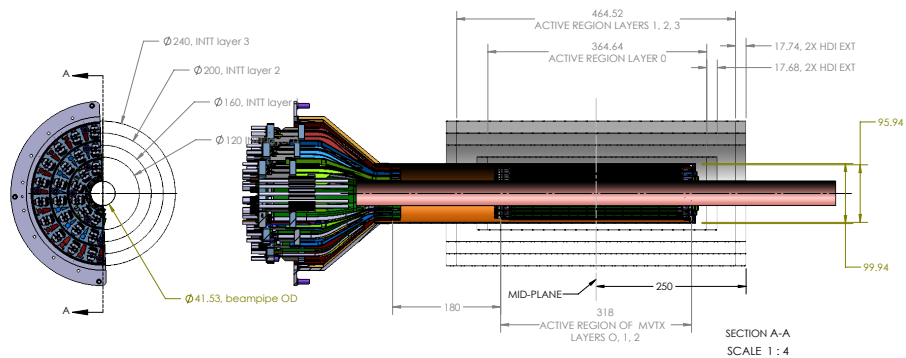 464.52
ACTIVE REGION LAYERS 1, 2, 3
364.64
ACTIVE REGION LAYER 0
17.74, 2X HDI EXT
17.68, 2X HDI EXT
Ø240, INTT layer 3
Ø200, INTT layer 2
Ø160, INTT layer
Ø120
A
A
95.94
99.94
Ø41.53, beampipe OD
MID-PLANE
250
180
318
ACTIVE REGION OF MVTX
LAYERS O, 1, 2
SECTION A-A
SCALE 1 : 4